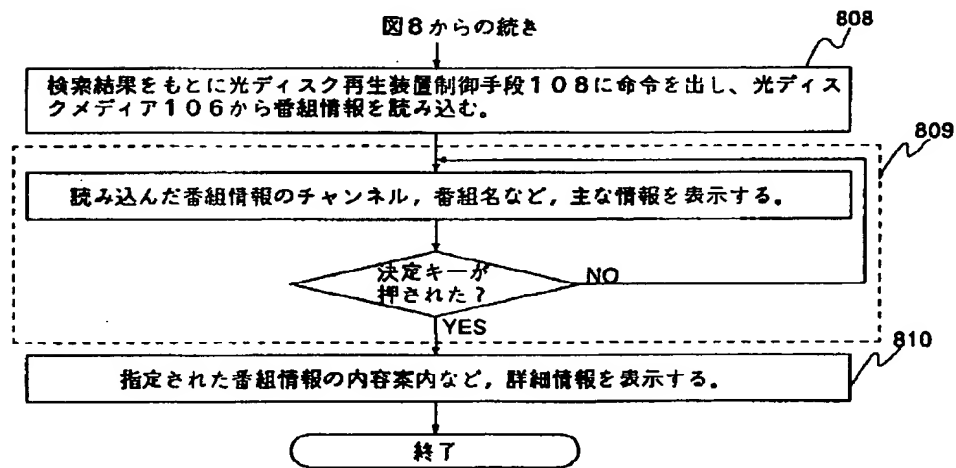 図8からの続き
808
検索結果をもとに光ディスク再生装置制御手段108に命令を出し、光ディス
クメディア106から番組情報を読み込む。
809
読み込んだ番組情報のチャンネル，番組名など，主な情報を表示する。
決定キーが
押された？
NO
YES
810
指定された番組情報の内容案内など，詳細情報を表示する。
終了